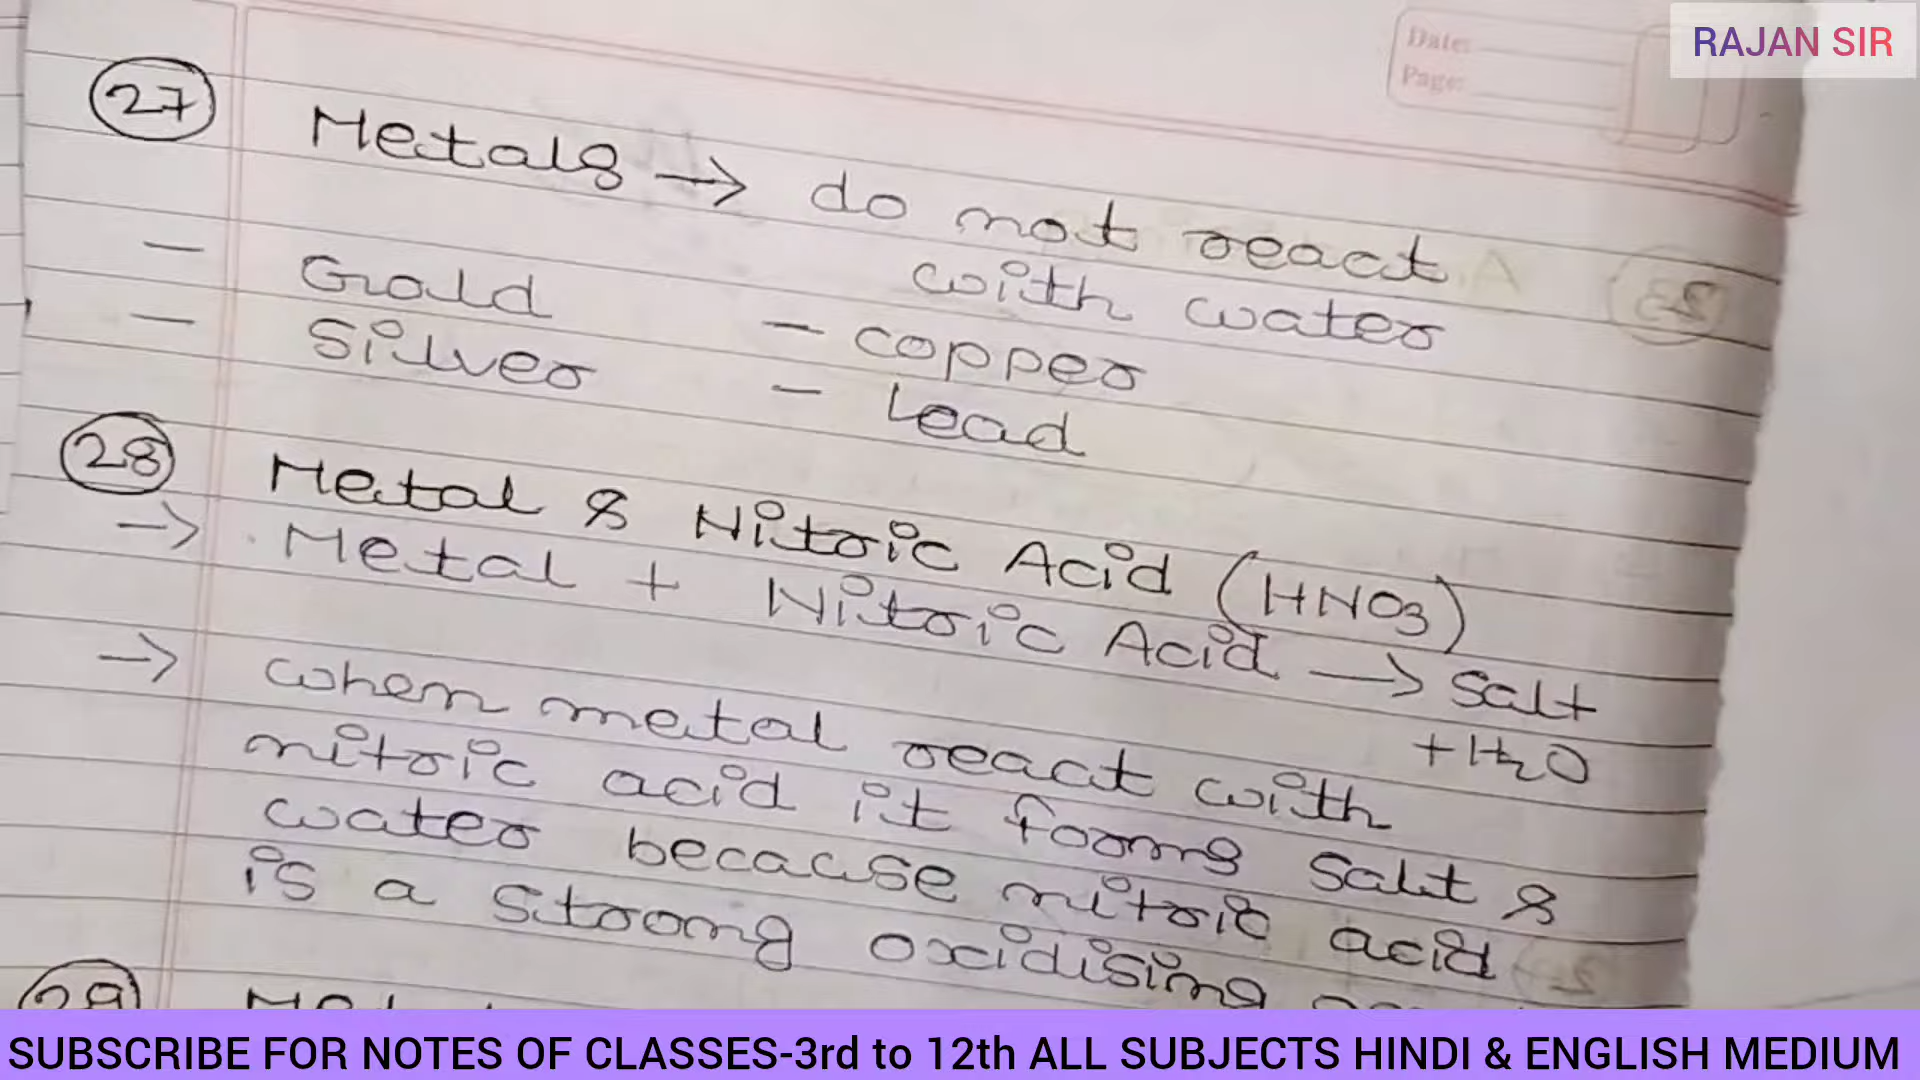 RAJAN SIR
Date:
Page:
27 Metals → do not react
with water
- Gold - copper
- Silver - Lead
28 Metal & Nitric Acid (HNO3)
→ Metal + Nitric Acid → Salt
+ H2O
→ when metal react with
nitric acid it forms Salt &
water because nitric acid
is a strong oxidising
29
SUBSCRIBE FOR NOTES OF CLASSES-3rd to 12th ALL SUBJECTS HINDI & ENGLISH MEDIUM